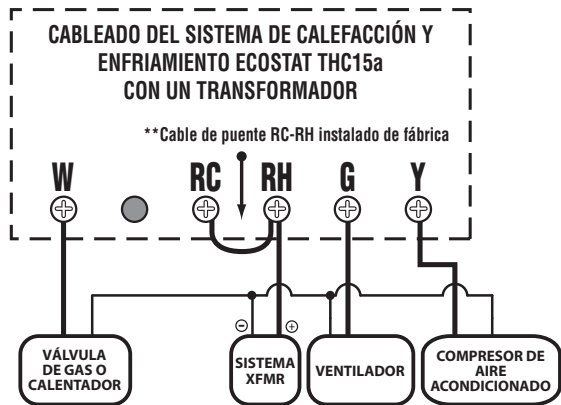 CABLEADO DEL SISTEMA DE CALEFACCIÓN Y
ENFRIAMIENTO ECOSTAT THC15a
CON UN TRANSFORMADOR
**Cable de puente RC-RH instalado de fábrica
W RC RH G Y
⊖ ⊕
VÁLVULA
DE GAS O
CALENTADOR
SISTEMA
XFMR
VENTILADOR
COMPRESOR DE
AIRE
ACONDICIONADO